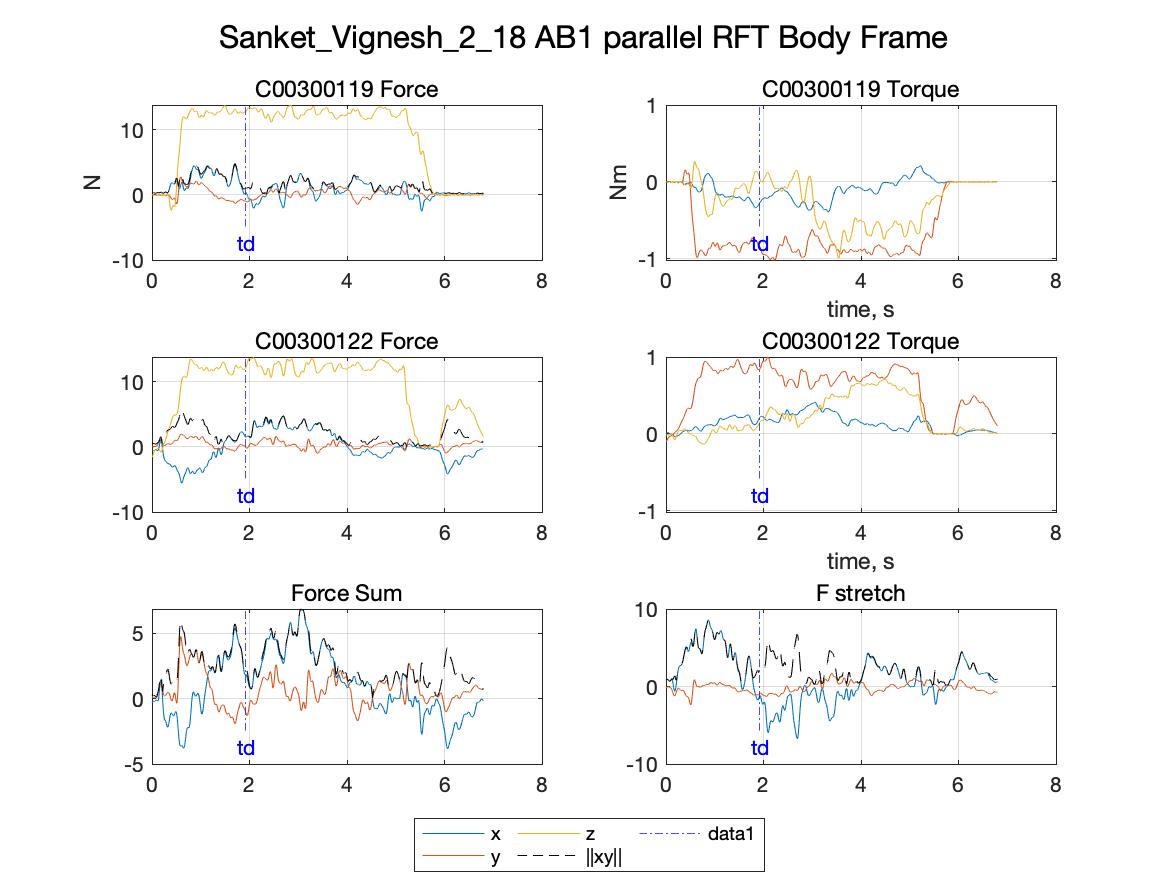 Sanket_Vignesh_2_18 AB1 parallel RFT Body Frame
C00300119 Force
N
10
0
-10
td
0 2 4 6 8
C00300119 Torque
Nm
1
0
-1
td
0 2 4 6 8
time, s
C00300122 Force
10
0
-10
td
0 2 4 6 8
C00300122 Torque
1
0
-1
td
0 2 4 6 8
time, s
Force Sum
5
0
-5
td
0 2 4 6 8
F stretch
10
0
-10
td
0 2 4 6 8
x z data1
y ||xy||